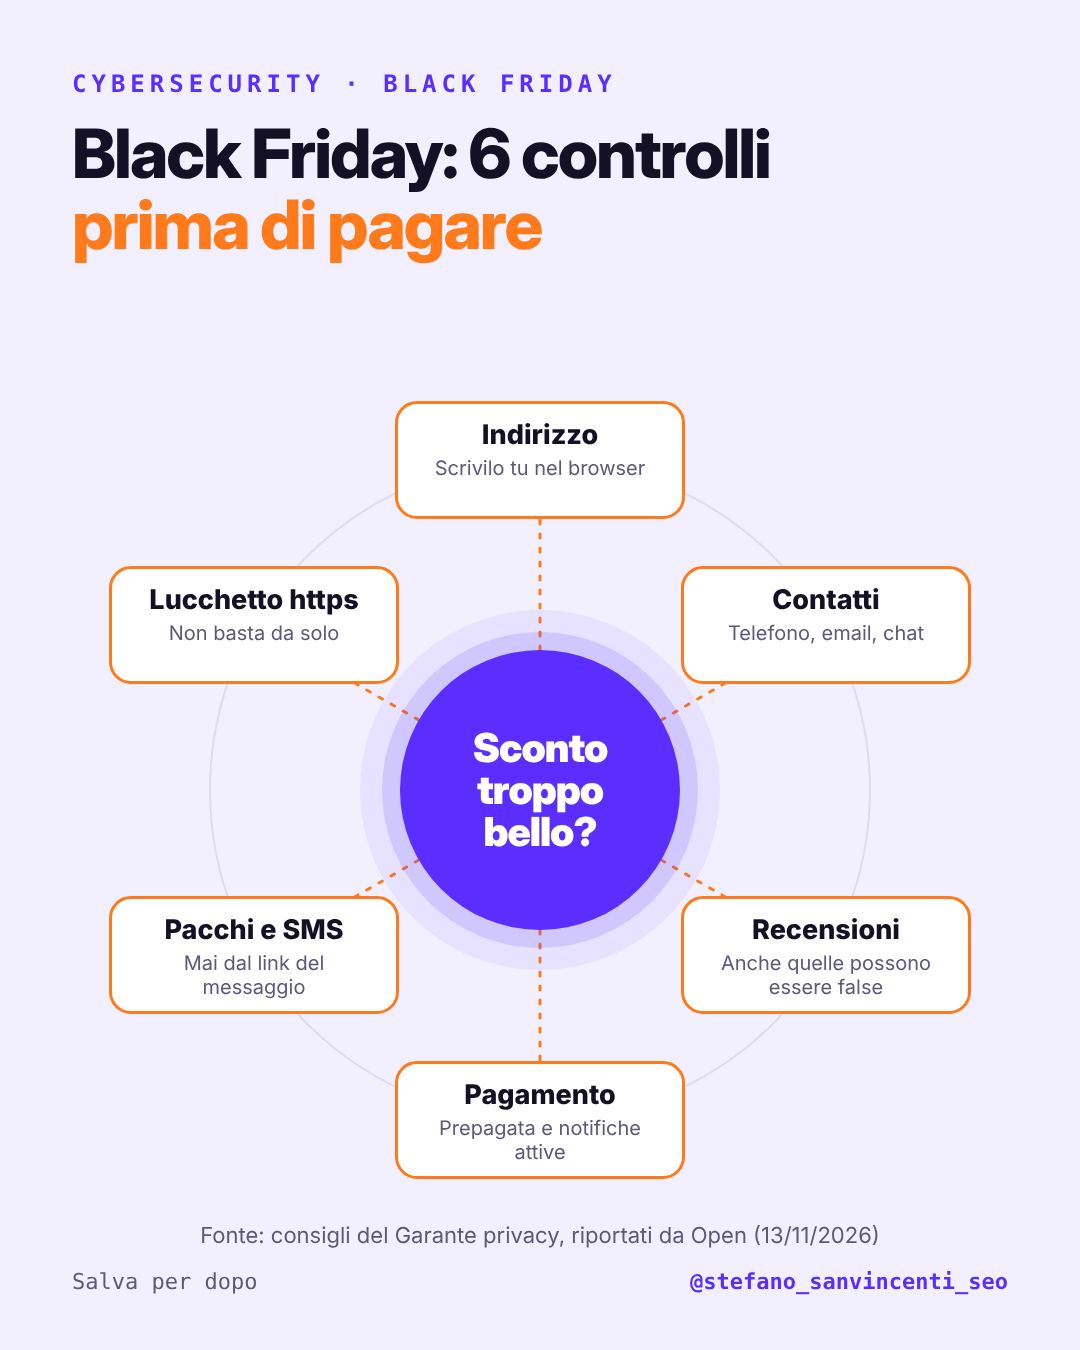 CYBERSECURITY · BLACK FRIDAY
Black Friday: 6 controlli
prima di pagare
Indirizzo
Scrivilo tu nel browser
Lucchetto https
Non basta da solo
Contatti
Telefono, email, chat
Sconto
troppo
bello?
Pacchi e SMS
Mai dal link del
messaggio
Recensioni
Anche quelle possono
essere false
Pagamento
Prepagata e notifiche
attive
Fonte: consigli del Garante privacy, riportati da Open (13/11/2026)
Salva per dopo
@stefano_sanvincenti_seo